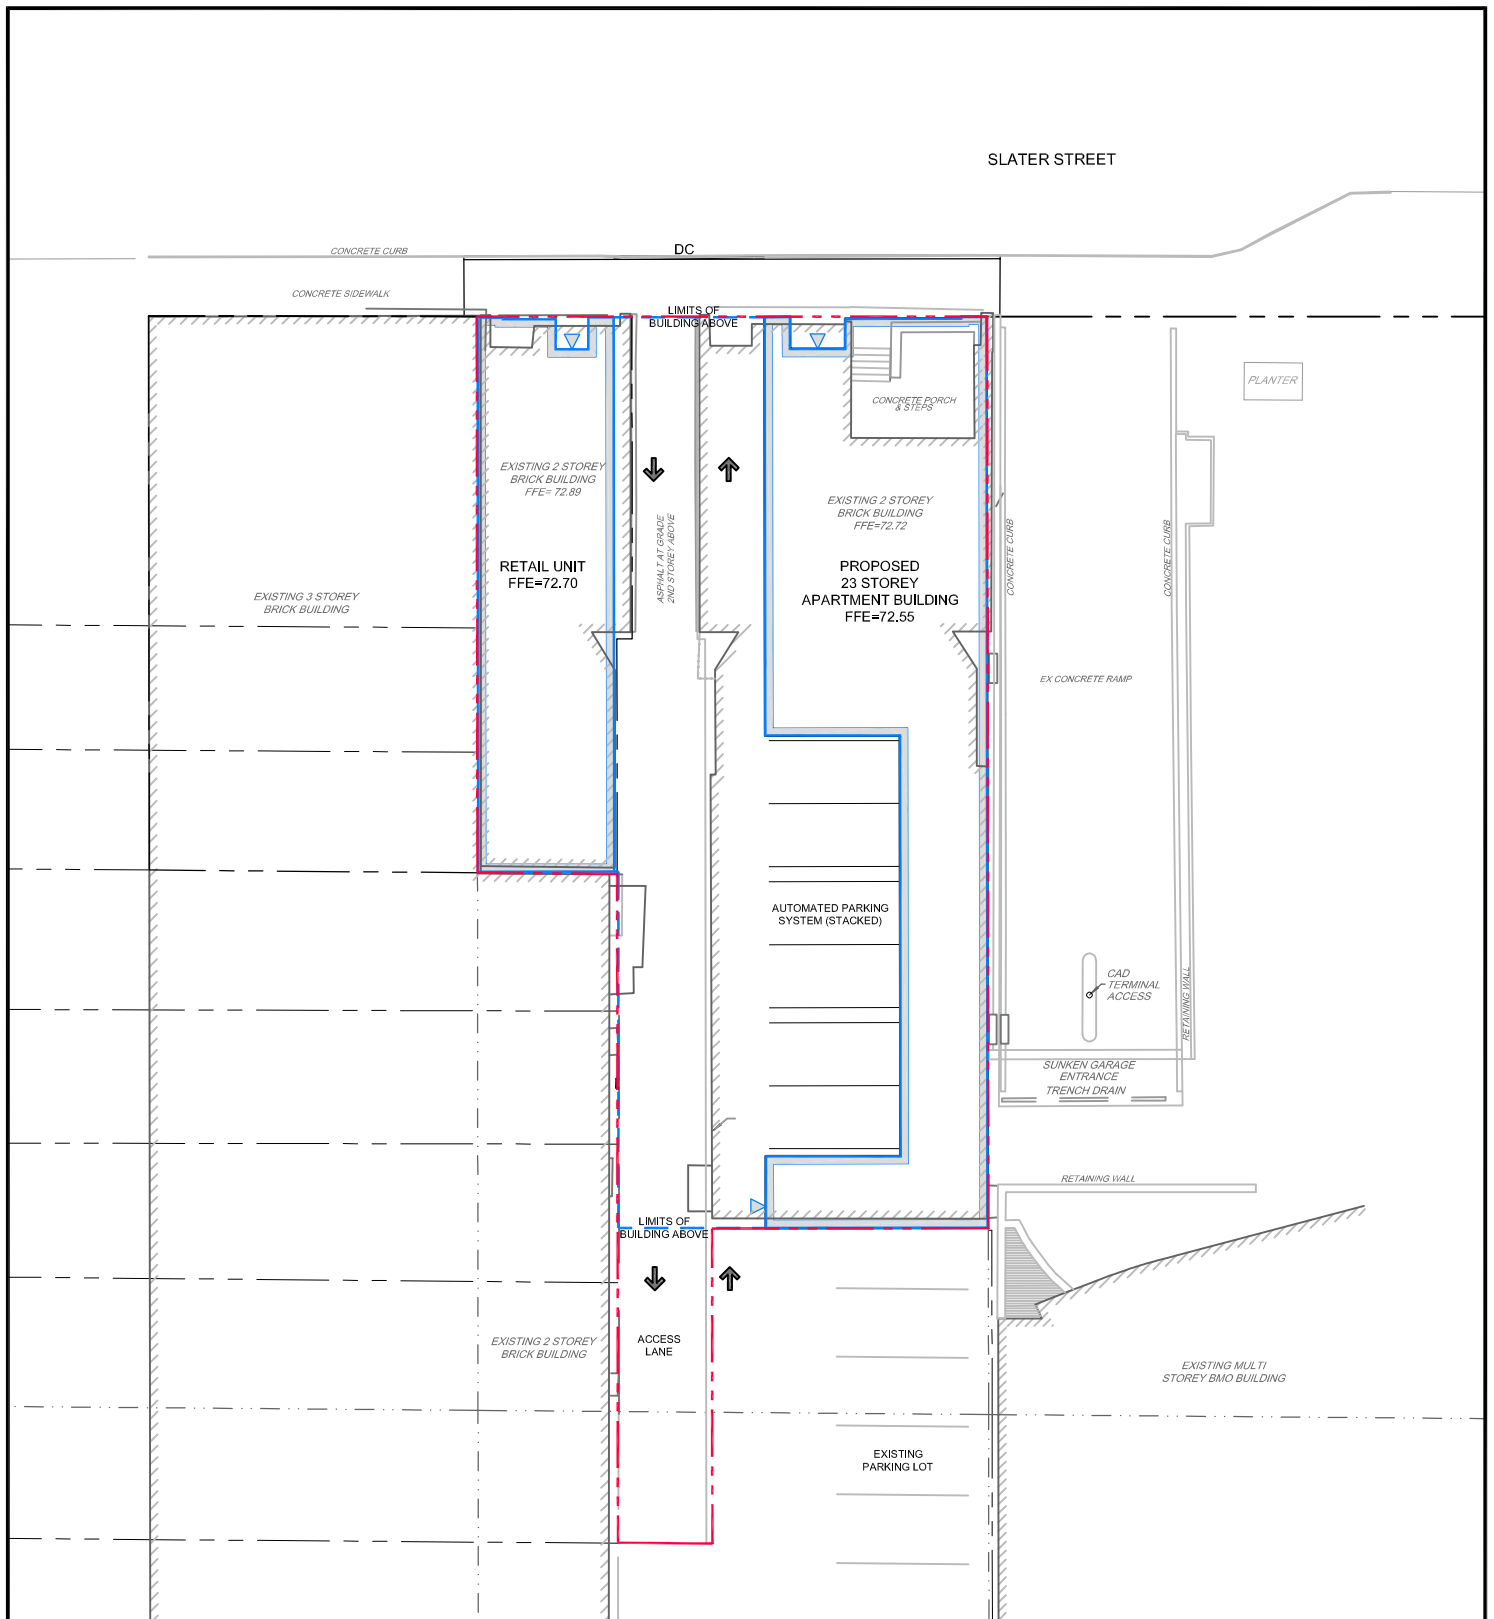 SLATER STREET
CONCRETE CURB
DC
CONCRETE SIDEWALK
LIMITS OF
BUILDING ABOVE
PLANTER
CONCRETE PORCH
& STEPS
EXISTING 2 STOREY
BRICK BUILDING
FFE= 72.89
EXISTING 2 STOREY
BRICK BUILDING
FFE=72.72
ASPHALT AT GRADE
2ND STOREY ABOVE
CONCRETE CURB
CONCRETE CURB
RETAIL UNIT
FFE=72.70
PROPOSED
23 STOREY
APARTMENT BUILDING
FFE=72.55
EXISTING 3 STOREY
BRICK BUILDING
EX CONCRETE RAMP
AUTOMATED PARKING
SYSTEM (STACKED)
CAD
TERMINAL
ACCESS
RETAINING WALL
SUNKEN GARAGE
ENTRANCE
TRENCH DRAIN
RETAINING WALL
LIMITS OF
BUILDING ABOVE
EXISTING 2 STOREY
BRICK BUILDING
ACCESS
LANE
EXISTING MULTI
STOREY BMO BUILDING
EXISTING
PARKING LOT